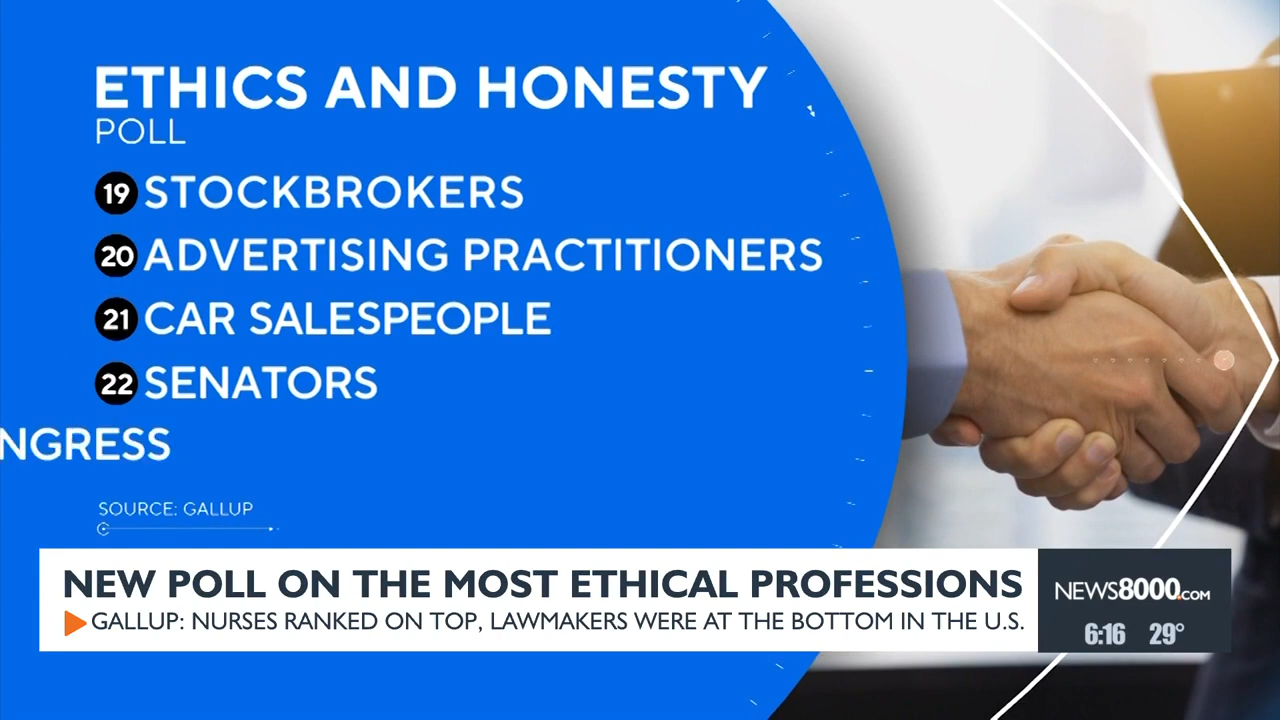 ETHICS AND HONESTY
POLL
19 STOCKBROKERS
20 ADVERTISING PRACTITIONERS
21 CAR SALESPEOPLE
22 SENATORS
NGRESS
SOURCE: GALLUP
NEW POLL ON THE MOST ETHICAL PROFESSIONS
GALLUP: NURSES RANKED ON TOP, LAWMAKERS WERE AT THE BOTTOM IN THE U.S.
NEWS8000.COM
6:16 29°